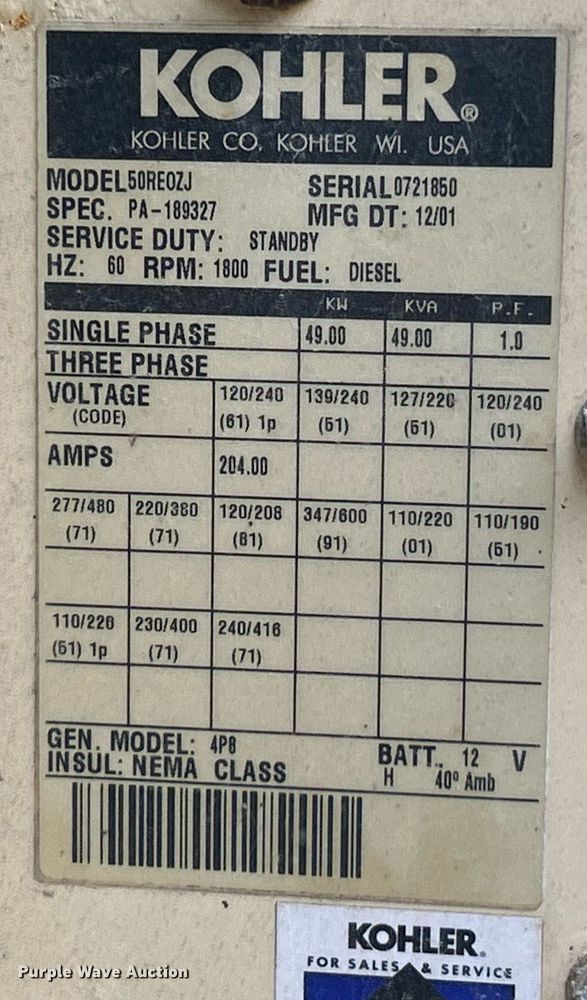 KOHLER®
KOHLER CO. KOHLER WI. USA
MODEL 50REOZJ SERIAL 0721850
SPEC. PA-189327 MFG DT: 12/01
SERVICE DUTY: STANDBY
HZ: 60 RPM: 1800 FUEL: DIESEL
KW KVA P.F.
SINGLE PHASE 49.00 49.00 1.0
THREE PHASE
VOLTAGE 120/240 139/240 127/220 120/240
(CODE) (61) 1p (51) (61) (01)
AMPS 204.00
277/480 220/380 120/208 347/600 110/220 110/190
(71) (71) (81) (91) (01) (61)
110/220 230/400 240/416
(61) 1p (71) (71)
GEN. MODEL: 4P8 BATT. 12 V
INSUL: NEMA CLASS H 40º Amb
KOHLER®
FOR SALES & SERVICE
Purple Wave Auction